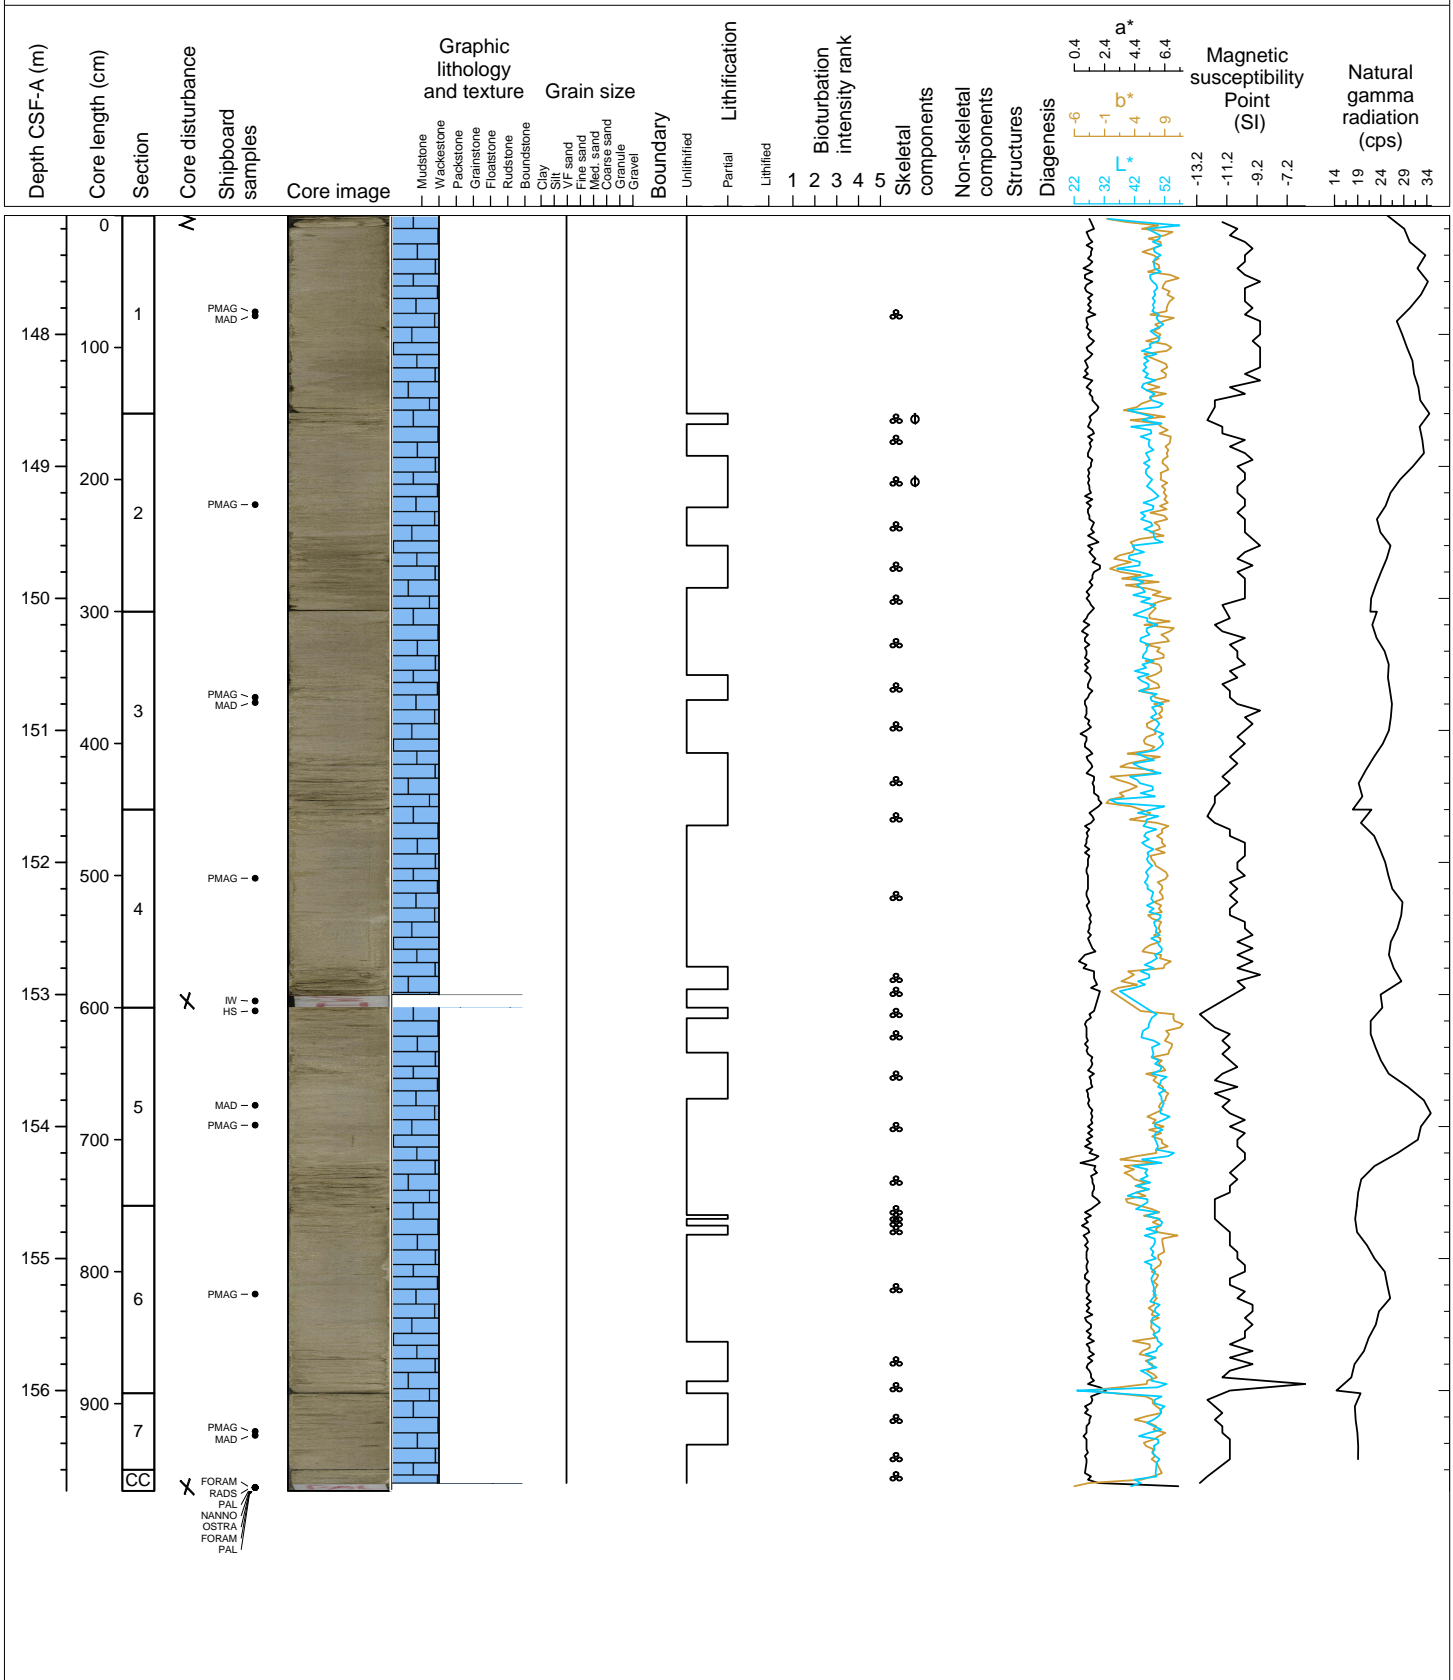 Depth CSF-A (m)
Core length (cm)
Section
Core disturbance
Shipboard
samples
Core image
Graphic
lithology
and texture
Mudstone
Wackestone
Packstone
Grainstone
Floatstone
Rudstone
Boundstone
Grain size
Clay
Silt
VF sand
Fine sand
Med. sand
Coarse sand
Granule
Gravel
Boundary
Lithification
Unlithified
Partial
Lithified
Bioturbation
intensity rank
1 2 3 4 5
Skeletal
components
Non-skeletal
components
Structures
Diagenesis
a*
0.4 2.4 4.4 6.4
b*
-6 -1 4 9
L*
22 32 42 52
Magnetic
susceptibility
Point
(SI)
-13.2 -11.2 -9.2 -7.2
Natural
gamma
radiation
(cps)
14 19 24 29 34
148
149
150
151
152
153
154
155
156
0
100
200
300
400
500
600
700
800
900
1
2
3
4
5
6
7
CC
PMAG
MAD
PMAG
PMAG
MAD
PMAG
IW
HS
MAD
PMAG
PMAG
PMAG
MAD
FORAM
RADS
PAL
NANNO
OSTRA
FORAM
PAL